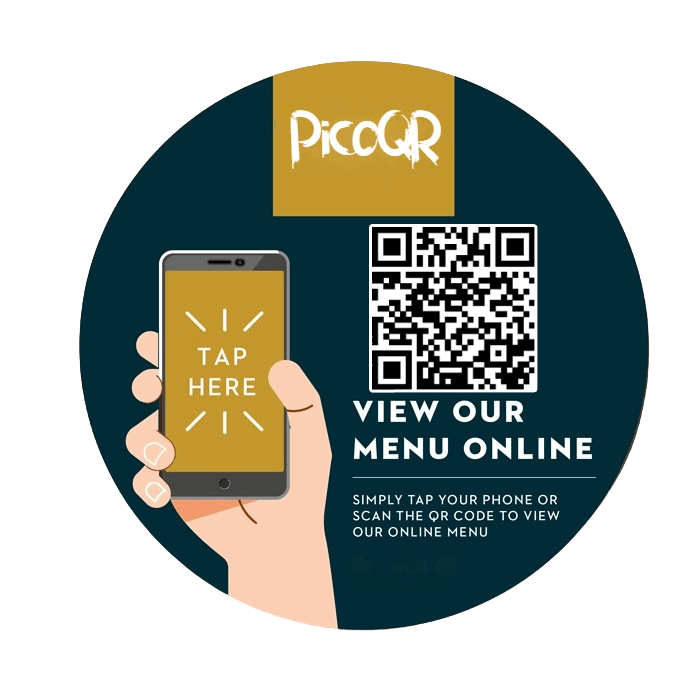 PicoQR
TAP
HERE
VIEW OUR
MENU ONLINE
SIMPLY TAP YOUR PHONE OR
SCAN THE QR CODE TO VIEW
OUR ONLINE MENU